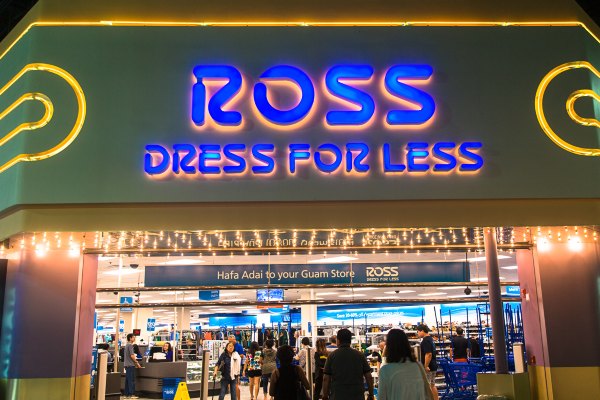 ROSS
DRESS FOR LESS
Hafa Adai to your Guam Store ROSS
DRESS FOR LESS